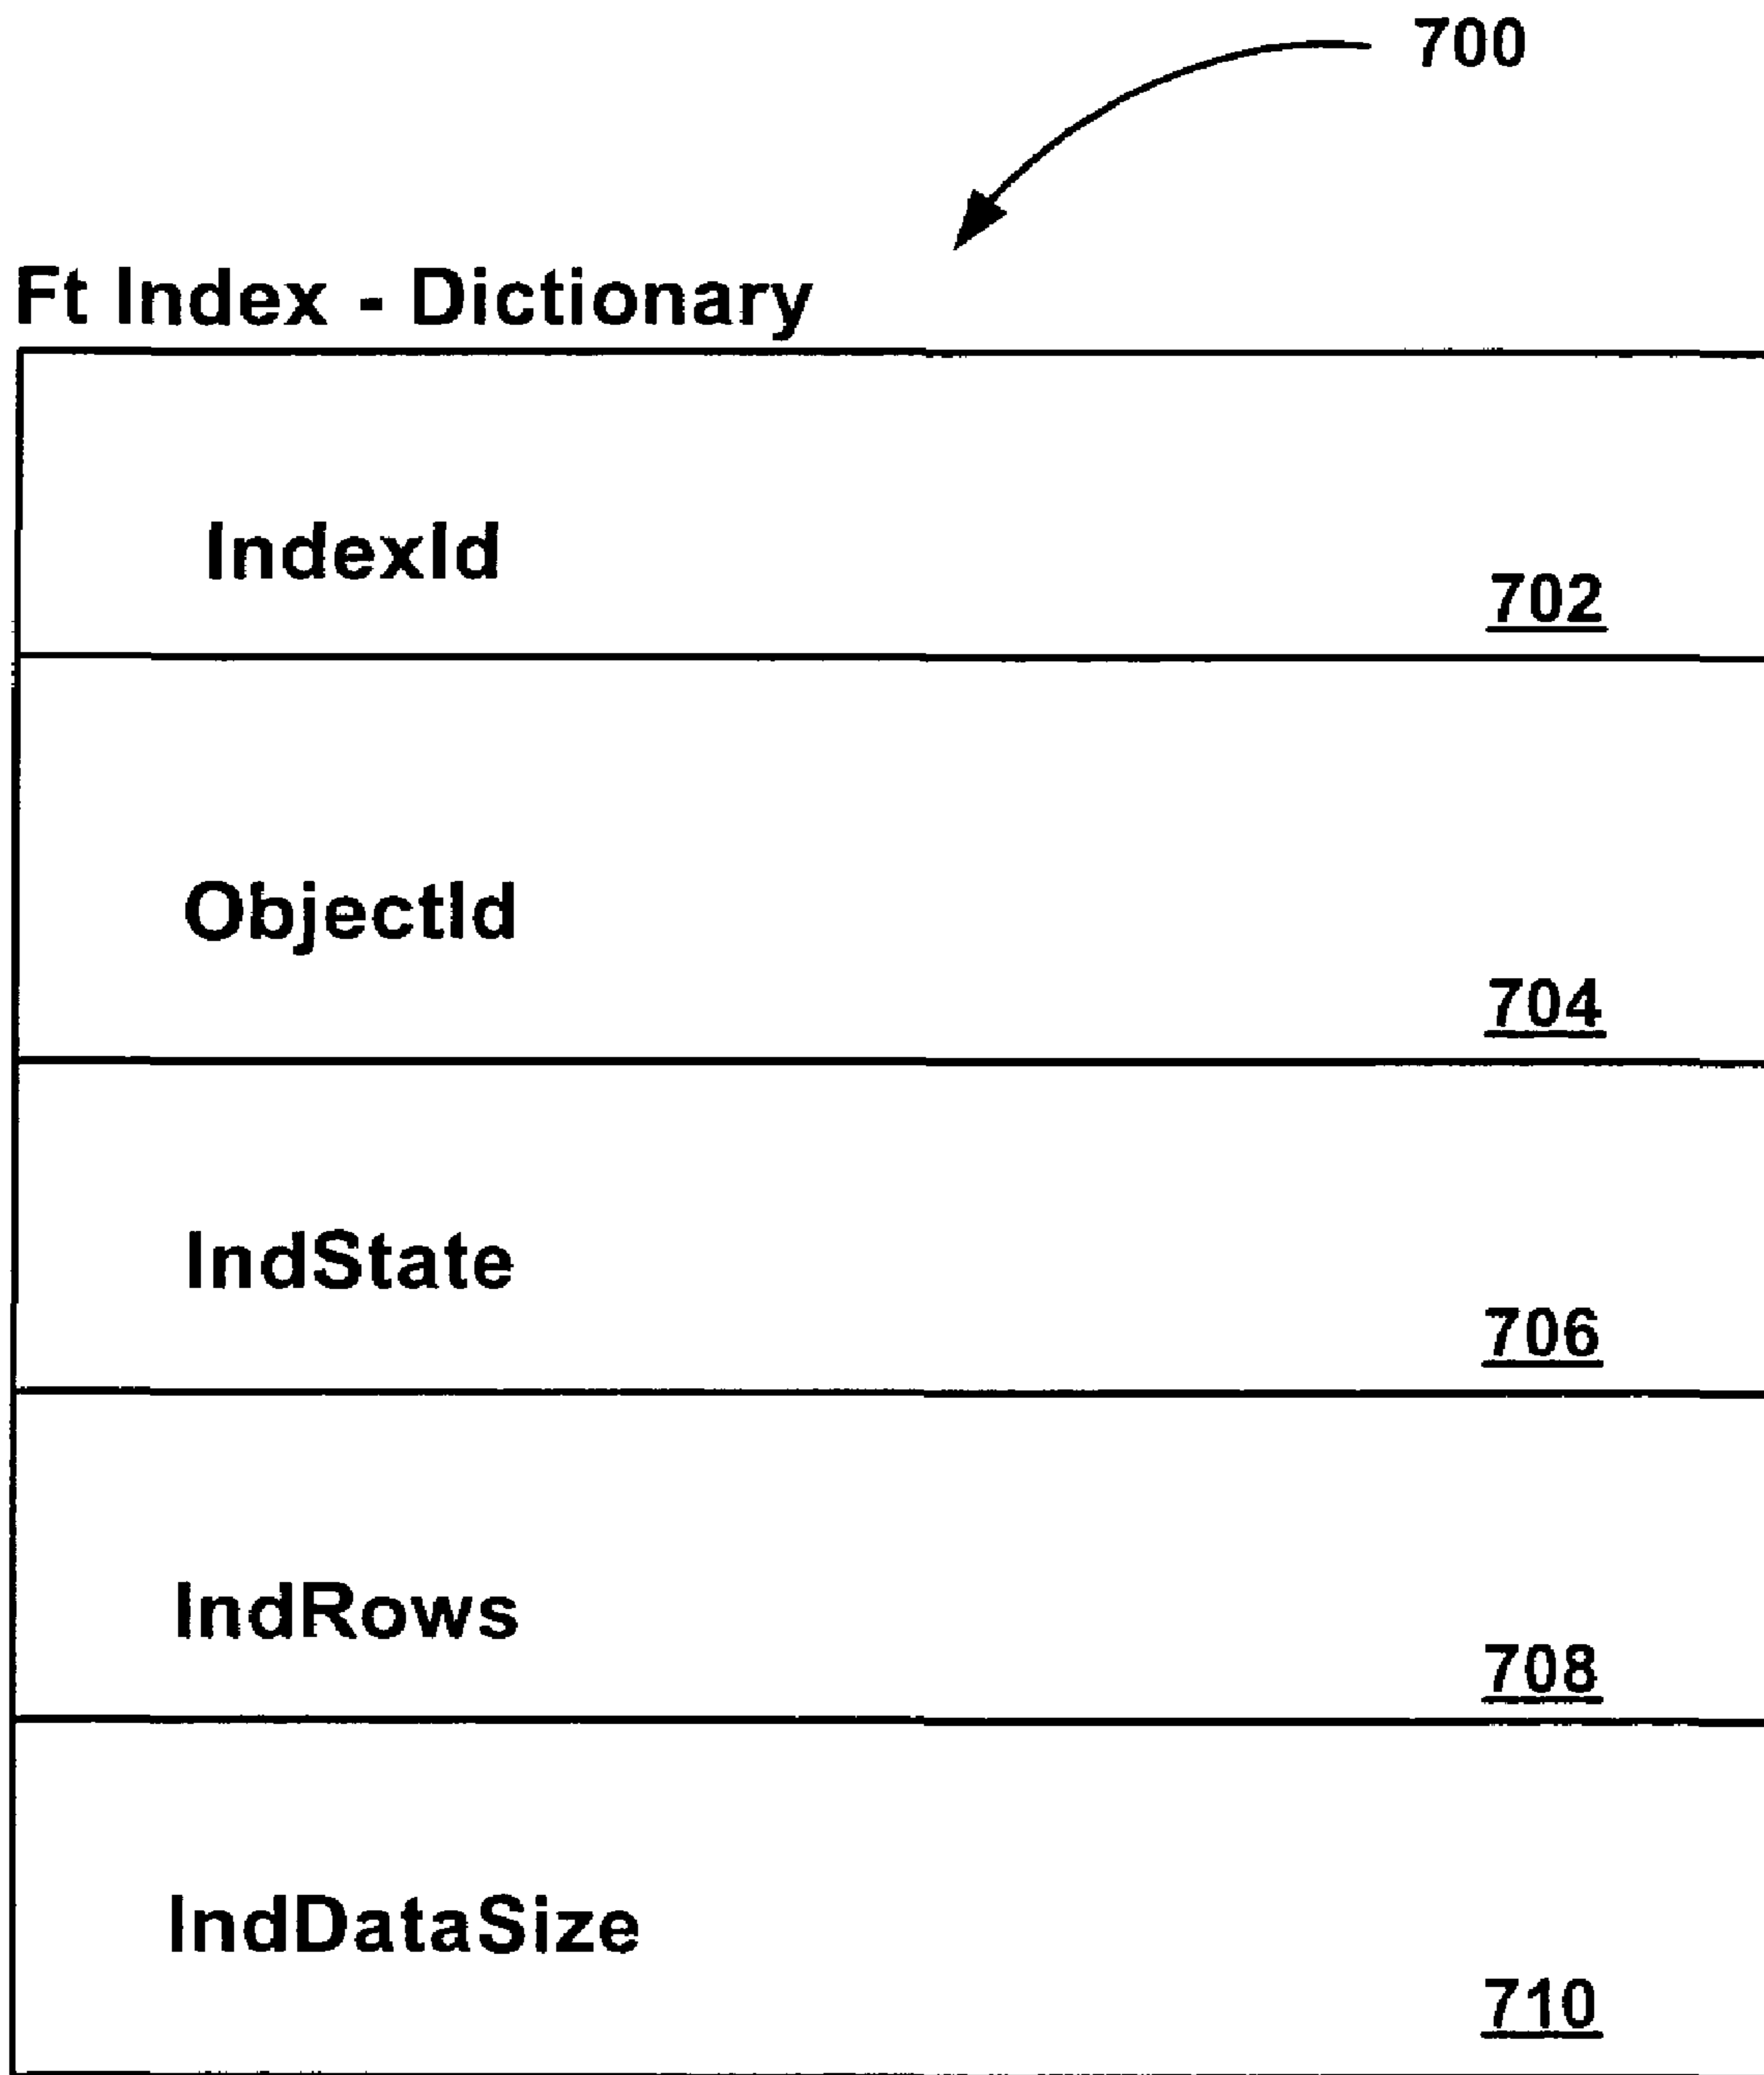 700
Ft Index - Dictionary
IndexId
702
ObjectId
704
IndState
706
IndRows
708
IndDataSize
710